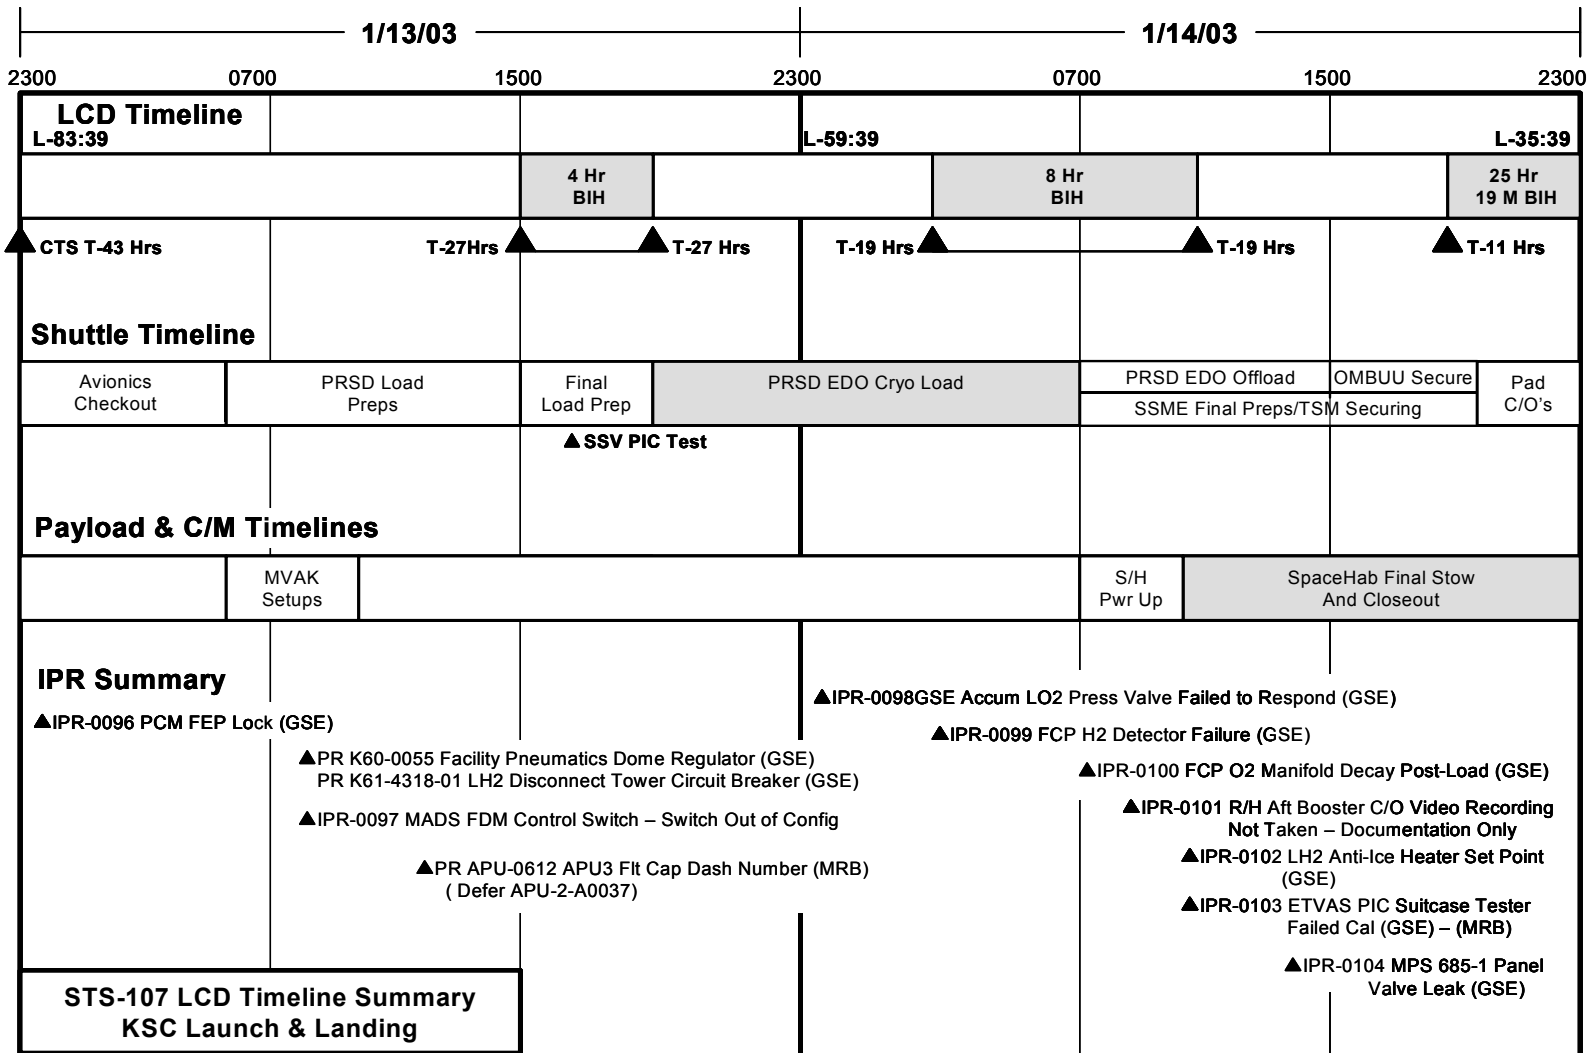 1/13/03
1/14/03
2300
0700
1500
2300
0700
1500
2300
LCD Timeline
L-83:39
L-59:39
L-35:39
4 Hr
BIH
8 Hr
BIH
25 Hr
19 M BIH
CTS T-43 Hrs
T-27Hrs
T-27 Hrs
T-19 Hrs
T-19 Hrs
T-11 Hrs
Shuttle Timeline
Avionics
Checkout
PRSD Load
Preps
Final
Load Prep
PRSD EDO Cryo Load
PRSD EDO Offload
OMBUU Secure
SSME Final Preps/TSM Securing
Pad
C/O's
SSV PIC Test
Payload & C/M Timelines
MVAK
Setups
S/H
Pwr Up
SpaceHab Final Stow
And Closeout
IPR Summary
IPR-0096 PCM FEP Lock (GSE)
PR K60-0055 Facility Pneumatics Dome Regulator (GSE)
PR K61-4318-01 LH2 Disconnect Tower Circuit Breaker (GSE)
IPR-0097 MADS FDM Control Switch – Switch Out of Config
PR APU-0612 APU3 Flt Cap Dash Number (MRB)
( Defer APU-2-A0037)
IPR-0098GSE Accum LO2 Press Valve Failed to Respond (GSE)
IPR-0099 FCP H2 Detector Failure (GSE)
IPR-0100 FCP O2 Manifold Decay Post-Load (GSE)
IPR-0101 R/H Aft Booster C/O Video Recording
Not Taken – Documentation Only
IPR-0102 LH2 Anti-Ice Heater Set Point
(GSE)
IPR-0103 ETVAS PIC Suitcase Tester
Failed Cal (GSE) – (MRB)
IPR-0104 MPS 685-1 Panel
Valve Leak (GSE)
STS-107 LCD Timeline Summary
KSC Launch & Landing